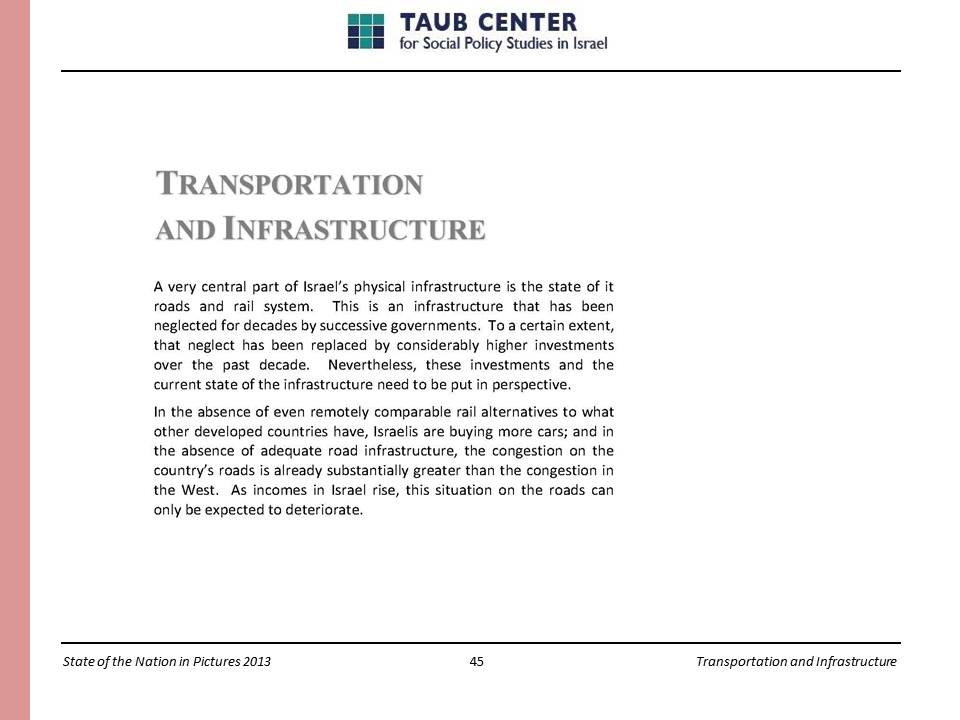 TAUB CENTER
for Social Policy Studies in Israel
TRANSPORTATION
AND INFRASTRUCTURE
A very central part of Israel's physical infrastructure is the state of it
roads and rail system. This is an infrastructure that has been
neglected for decades by successive governments. To a certain extent,
that neglect has been replaced by considerably higher investments
over the past decade. Nevertheless, these investments and the
current state of the infrastructure need to be put in perspective.
In the absence of even remotely comparable rail alternatives to what
other developed countries have, Israelis are buying more cars; and in
the absence of adequate road infrastructure, the congestion on the
country's roads is already substantially greater than the congestion in
the West. As incomes in Israel rise, this situation on the roads can
only be expected to deteriorate.
State of the Nation in Pictures 2013 45 Transportation and Infrastructure